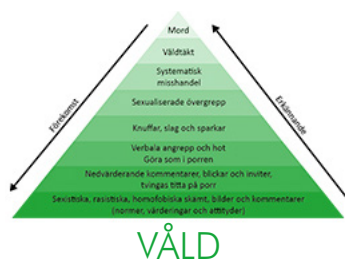 Mord
Våldtäkt
Systematisk
misshandel
Sexualiserade övergrepp
Knuffar, slag och sparkar
Verbala angrepp och hot
Göra som i porren
Nedvärderande kommentarer, blickar och inviter,
tvingas titta på porr
Sexistiska, rasistiska, homofobiska skämt, bilder och kommentarer
(normer, värderingar och attityder)
Förekomst
Erkännande
VÅLD